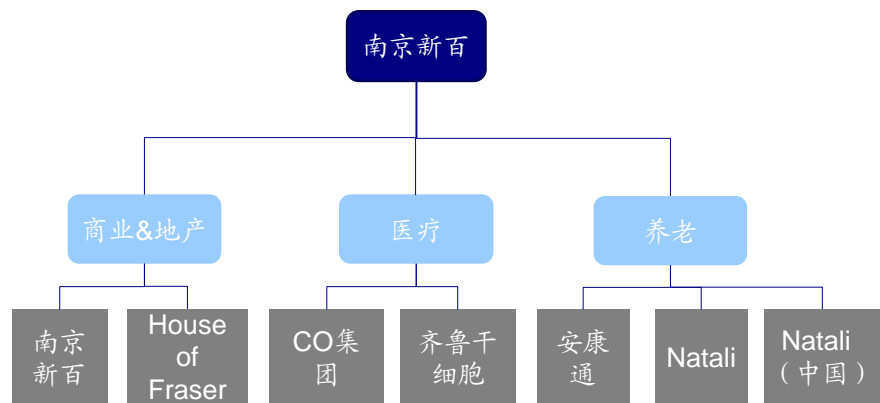 南京新百
商业&地产
医疗
养老
南京
新百
House
of
Fraser
CO集
团
齐鲁干
细胞
安康
通
Natali
Natali
（中国）